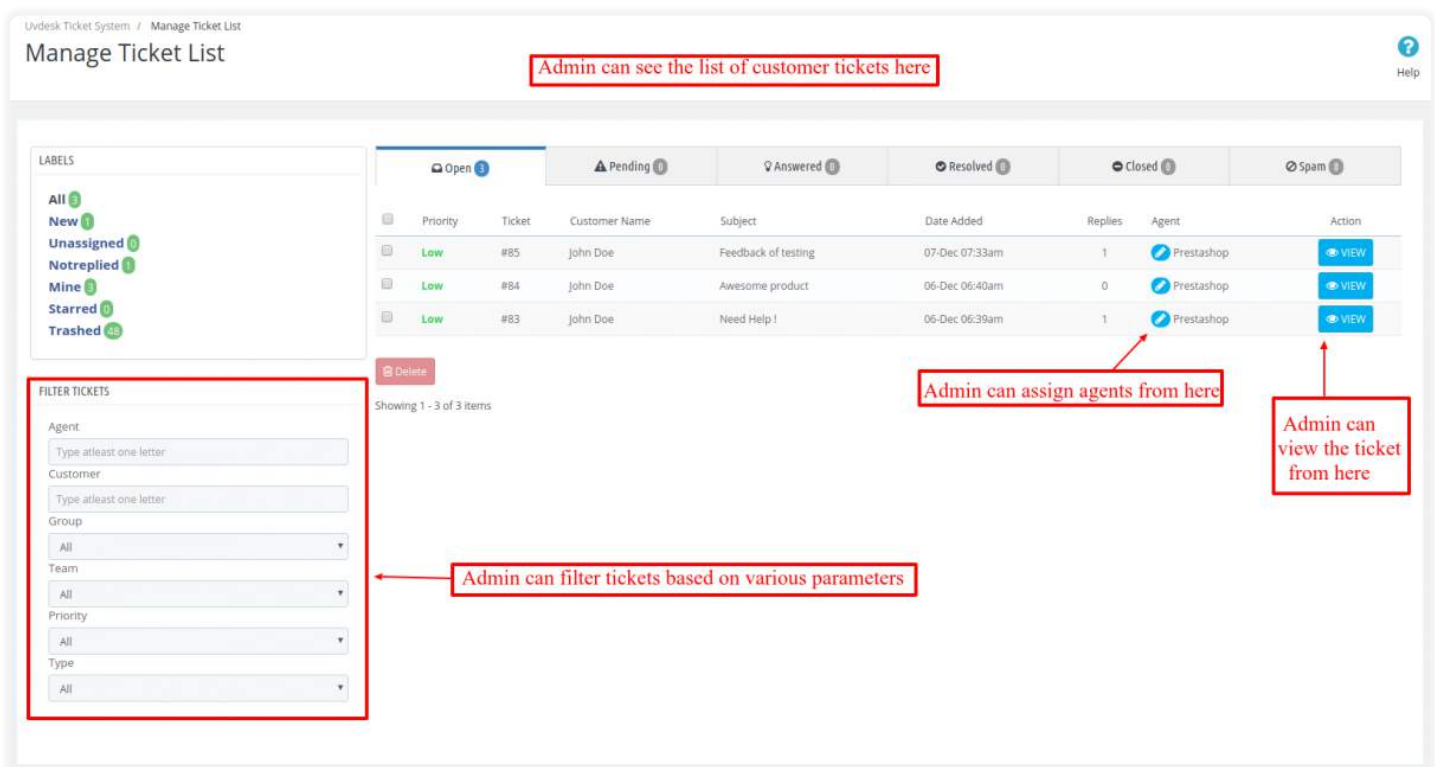 Uvdesk Ticket System / Manage Ticket List
Manage Ticket List
Admin can see the list of customer tickets here
Help
LABELS
All 3
New 1
Unassigned 0
Notreplied 1
Mine 3
Starred 0
Trashed 48
FILTER TICKETS
Agent
Type atleast one letter
Customer
Type atleast one letter
Group
All
Team
All
Priority
All
Type
All
Open 3 Pending 0 Answered 0 Resolved 0 Closed 0 Spam 0
Priority Ticket Customer Name Subject Date Added Replies Agent Action
Low #85 John Doe Feedback of testing 07-Dec 07:33am 1 Prestashop VIEW
Low #84 John Doe Awesome product 06-Dec 06:40am 0 Prestashop VIEW
Low #83 John Doe Need Help ! 06-Dec 06:39am 1 Prestashop VIEW
Delete
Showing 1 - 3 of 3 items
Admin can assign agents from here
Admin can
view the ticket
from here
Admin can filter tickets based on various parameters